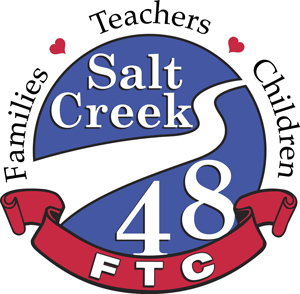 Families Teachers Children
Salt
Creek
48
FTC